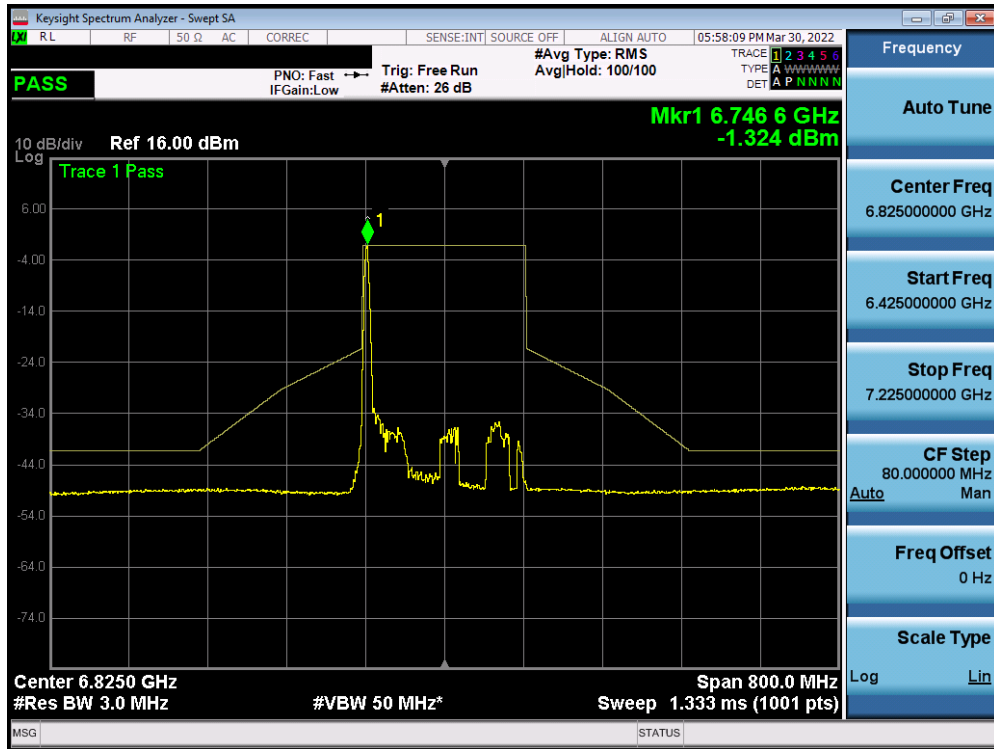 Keysight Spectrum Analyzer - Swept SA
LXI RL RF 50 Ω AC CORREC SENSE:INT SOURCE OFF ALIGN AUTO 05:58:09 PM Mar 30, 2022
PASS
PNO: Fast
IFGain:Low
Trig: Free Run
#Atten: 26 dB
#Avg Type: RMS
Avg|Hold: 100/100
TRACE 1 2 3 4 5 6
TYPE A WWWWW
DET A P N N N N
Mkr1 6.746 6 GHz
-1.324 dBm
10 dB/div Ref 16.00 dBm
Log
Trace 1 Pass
1
6.00
-4.00
-14.0
-24.0
-34.0
-44.0
-54.0
-64.0
-74.0
Center 6.8250 GHz Span 800.0 MHz
#Res BW 3.0 MHz #VBW 50 MHz* Sweep 1.333 ms (1001 pts)
MSG STATUS
Frequency
Auto Tune
Center Freq
6.825000000 GHz
Start Freq
6.425000000 GHz
Stop Freq
7.225000000 GHz
CF Step
80.000000 MHz
Auto Man
Freq Offset
0 Hz
Scale Type
Log Lin